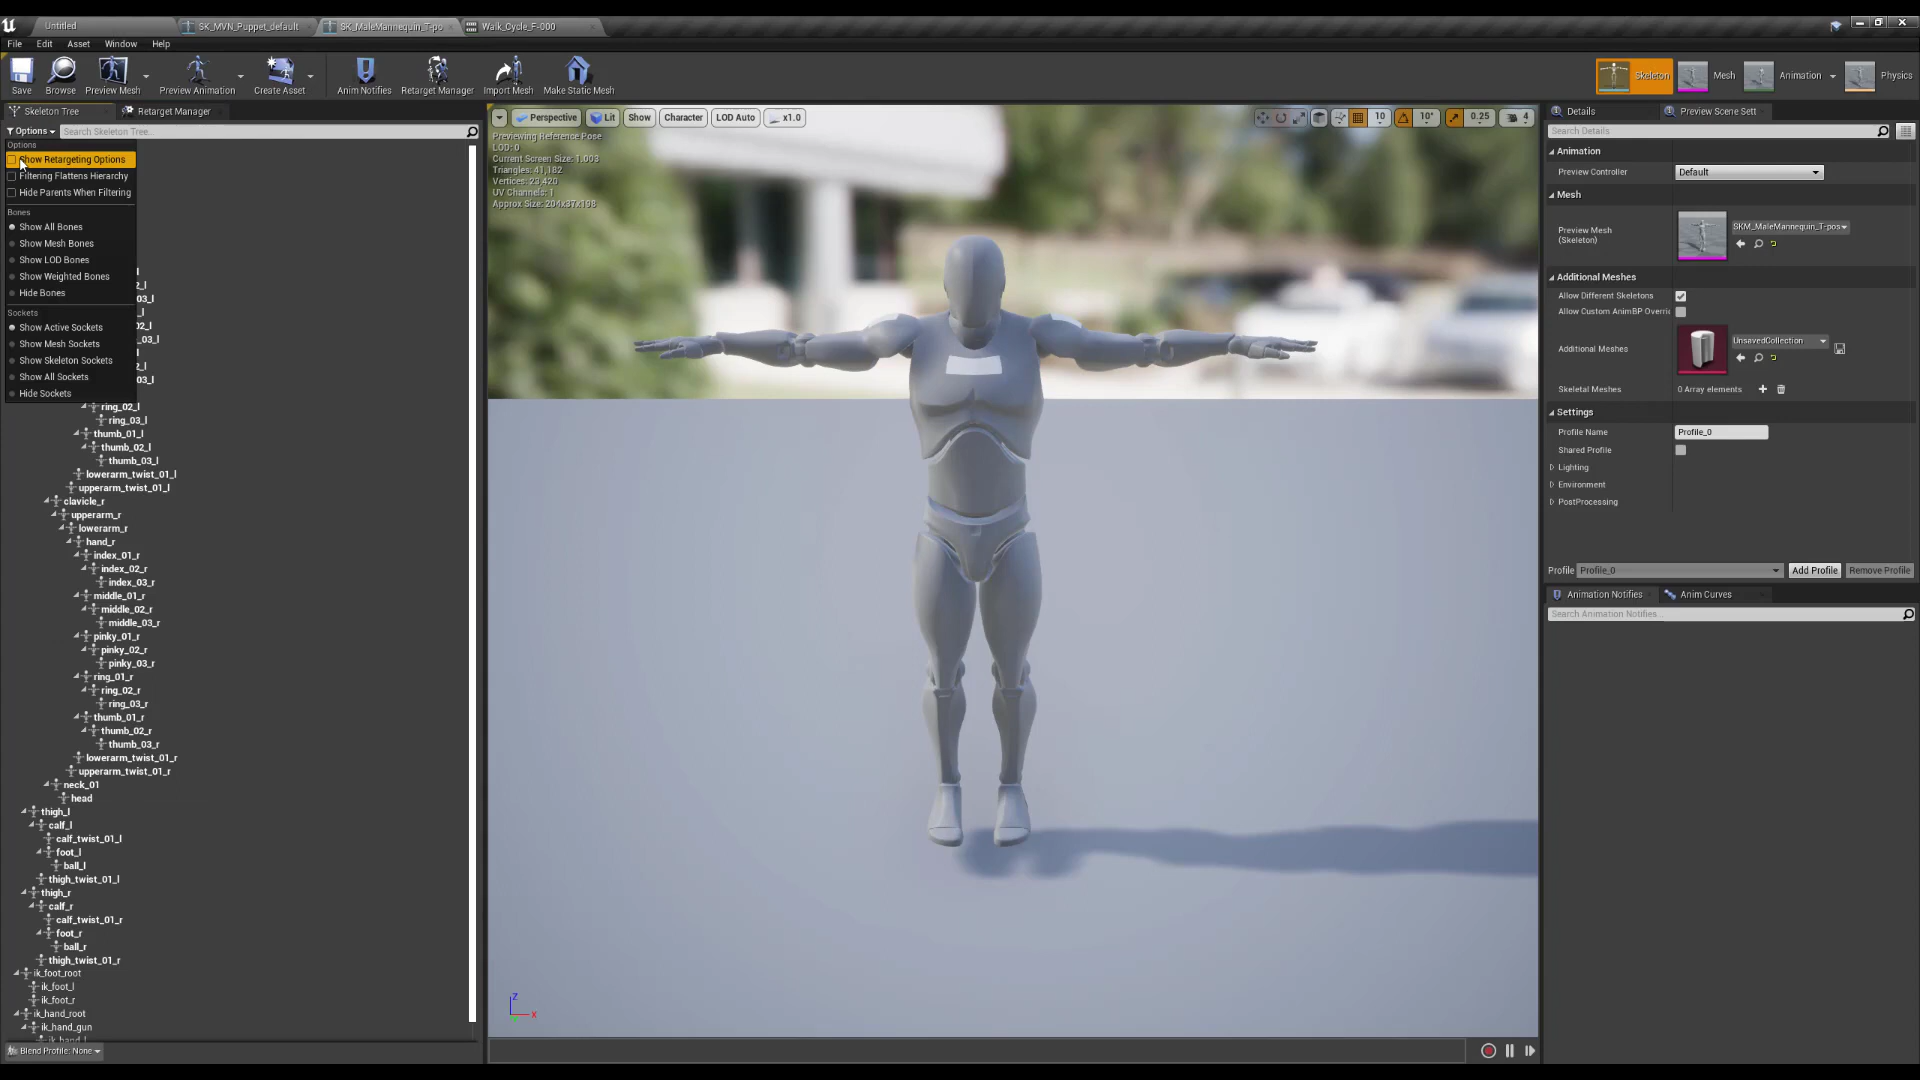 Untitled
SK_MVN_Puppet_default
SK_MaleMannequin_T-po
Walk_Cycle_F-000
File Edit Asset Window Help
Save
Browse
Preview Mesh
Preview Animation
Create Asset
Anim Notifies
Retarget Manager
Import Mesh
Make Static Mesh
Skeleton
Mesh
Animation
Physics
Skeleton Tree
Retarget Manager
Options
Search Skeleton Tree...
Options
Show Retargeting Options
Filtering Flattens Hierarchy
Hide Parents When Filtering
Bones
Show All Bones
Show Mesh Bones
Show LOD Bones
Show Weighted Bones
Hide Bones
Sockets
Show Active Sockets
Show Mesh Sockets
Show Skeleton Sockets
Show All Sockets
Hide Sockets
_l
_2_l
03_l
_l
02_l
_03_l
_l
2_l
03_l
ring_02_l
ring_03_l
thumb_01_l
thumb_02_l
thumb_03_l
lowerarm_twist_01_l
upperarm_twist_01_l
clavicle_r
upperarm_r
lowerarm_r
hand_r
index_01_r
index_02_r
index_03_r
middle_01_r
middle_02_r
middle_03_r
pinky_01_r
pinky_02_r
pinky_03_r
ring_01_r
ring_02_r
ring_03_r
thumb_01_r
thumb_02_r
thumb_03_r
lowerarm_twist_01_r
upperarm_twist_01_r
neck_01
head
thigh_l
calf_l
calf_twist_01_l
foot_l
ball_l
thigh_twist_01_l
thigh_r
calf_r
calf_twist_01_r
foot_r
ball_r
thigh_twist_01_r
ik_foot_root
ik_foot_l
ik_foot_r
ik_hand_root
ik_hand_gun
ik_hand_l
Blend Profile: None
Perspective
Lit
Show
Character
LOD Auto
x1.0
10
10°
0.25
4
Previewing Reference Pose
LOD: 0
Current Screen Size: 1.003
Triangles: 41,182
Vertices: 23,420
UV Channels: 1
Approx Size: 204x37x198
Z
X
Details
Preview Scene Sett
Search Details
Animation
Preview Controller
Default
Mesh
Preview Mesh
(Skeleton)
SKM_MaleMannequin_T-pos
Additional Meshes
Allow Different Skeletons
Allow Custom AnimBP Overri
Additional Meshes
UnsavedCollection
Skeletal Meshes
0 Array elements
Settings
Profile Name
Profile_0
Shared Profile
Lighting
Environment
PostProcessing
Profile
Profile_0
Add Profile
Remove Profile
Animation Notifies
Anim Curves
Search Animation Notifies...